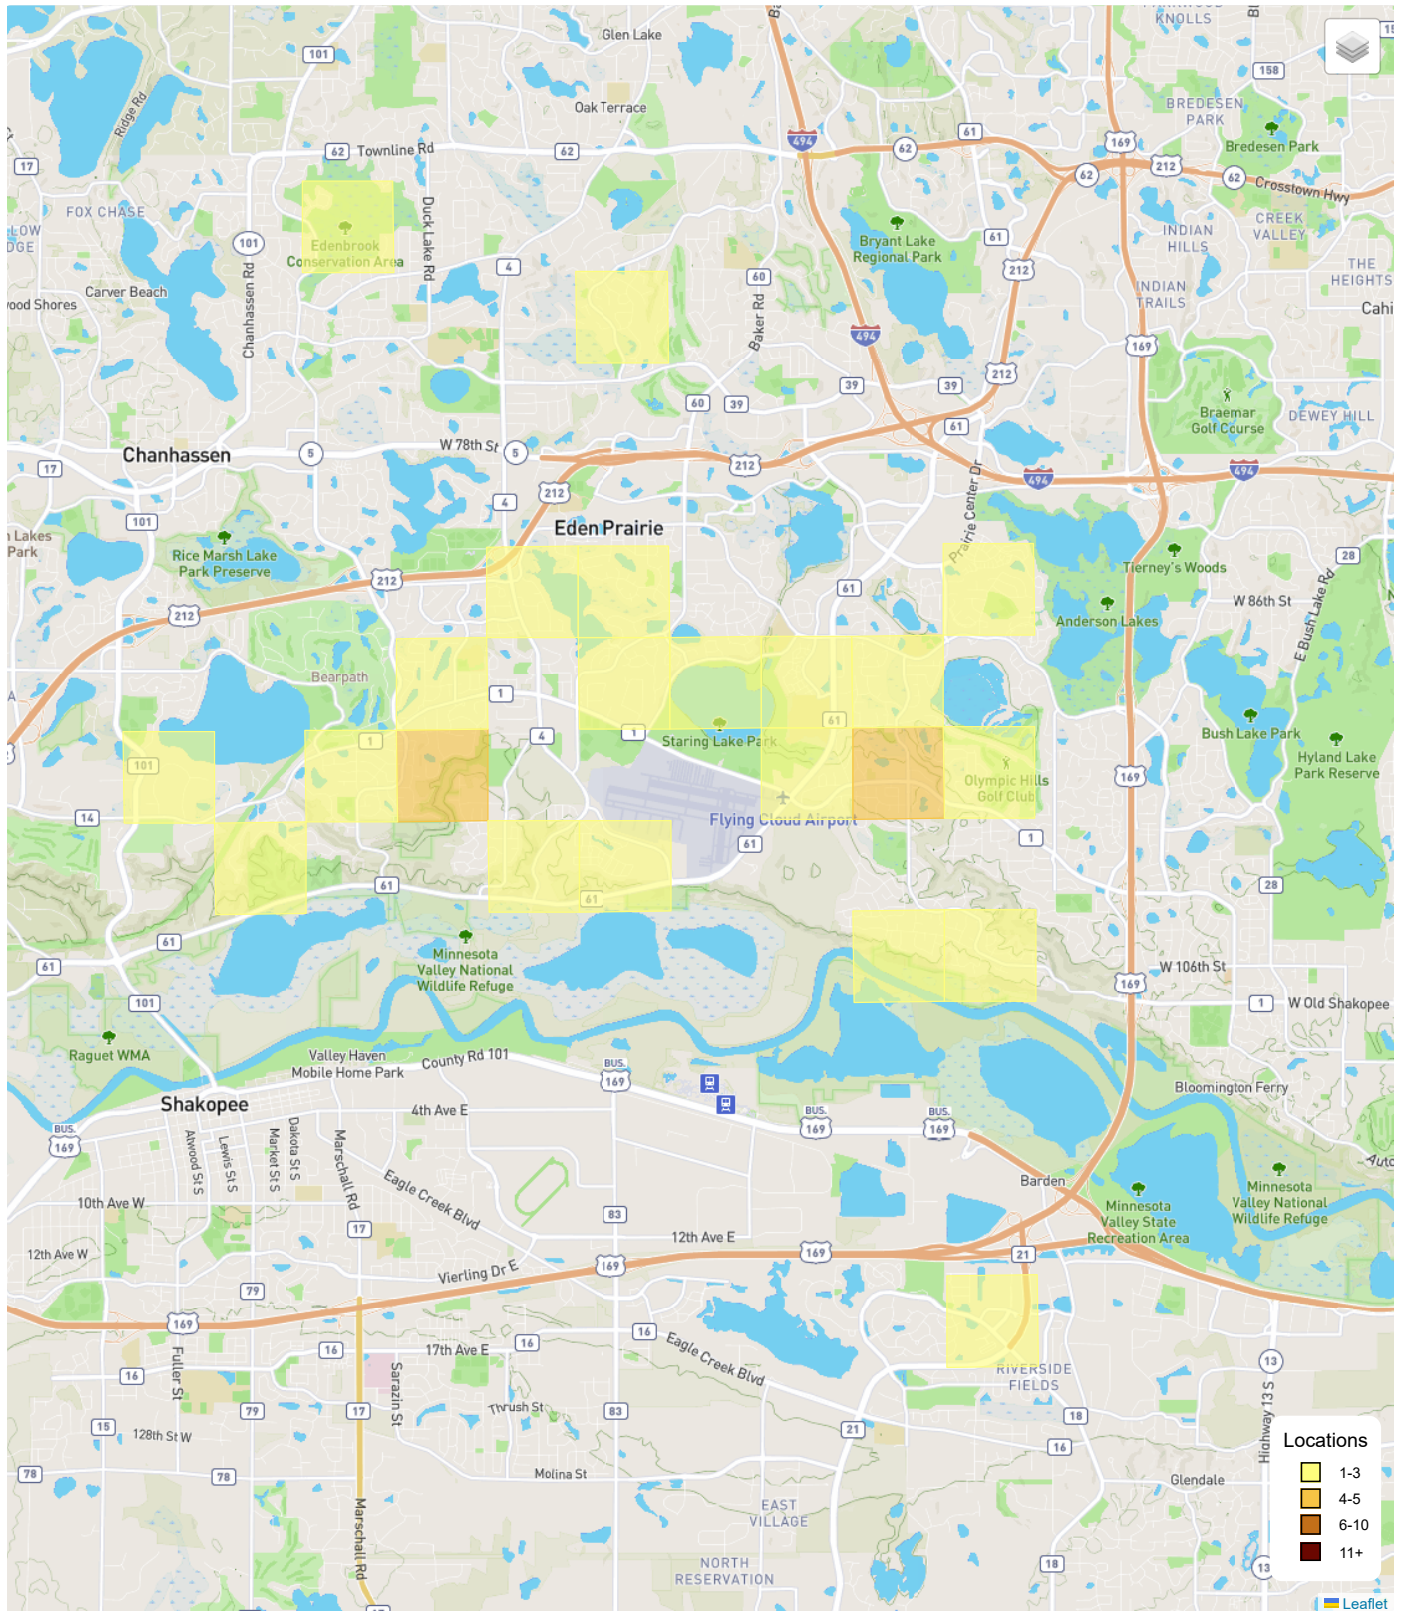 KNOLLS
Glen Lake
101
15
158
Ridge Rd
Oak Terrace
BREDESEN
PARK
494
61
169
Bredesen Park
62
Townline Rd
62
62
62
212
62
Crosstown Hwy
17
FOX CHASE
Duck Lake Rd
CREEK
VALLEY
LOW
DGE
101
Edenbrook
Conservation Area
Bryant Lake
Regional Park
61
INDIAN
HILLS
4
60
212
THE
HEIGHTS
Carver Beach
wood Shores
Chanhassen Rd
Baker Rd
INDIAN
TRAILS
Cahi
494
169
212
39
39
60
39
Braemar
Golf Course
DEWEY HILL
61
Chanhassen
5
W 78th St
5
17
212
494
494
4
212
Prairie Center Dr
101
Eden Prairie
n Lakes
Park
Rice Marsh Lake
Park Preserve
28
Tierney's Woods
212
61
E Bush Lake Rd
W 86th St
212
Anderson Lakes
Bearpath
1
61
1
4
1
Staring Lake Park
Bush Lake Park
Hyland Lake
Park Reserve
101
Olympic Hills
Golf Club
169
14
Flying Cloud Airport
1
61
61
28
61
61
61
Minnesota
Valley National
Wildlife Refuge
W 106th St
169
101
1
W Old Shakopee
Raguet WMA
Valley Haven
Mobile Home Park
County Rd 101
BUS.
169
Shakopee
4th Ave E
Bloomington Ferry
BUS.
169
BUS.
169
BUS.
169
Atwood St S
Lewis St S
Market St S
Dakota St S
Marschall Rd
Eagle Creek Blvd
Barden
Minnesota
Valley State
Recreation Area
Minnesota
Valley National
Wildlife Refuge
10th Ave W
83
17
12th Ave W
12th Ave E
169
21
169
Vierling Dr E
79
169
16
16
16
17th Ave E
Eagle Creek Blvd
16
Fuller St
Sarazin St
RIVERSIDE
FIELDS
13
79
17
Thrush St
83
18
15
128th St W
21
16
Highway 13 S
78
78
Molina St
Glendale
EAST
VILLAGE
Marschall Rd
NORTH
RESERVATION
18
13
Locations
1-3
4-5
6-10
11+
Leaflet